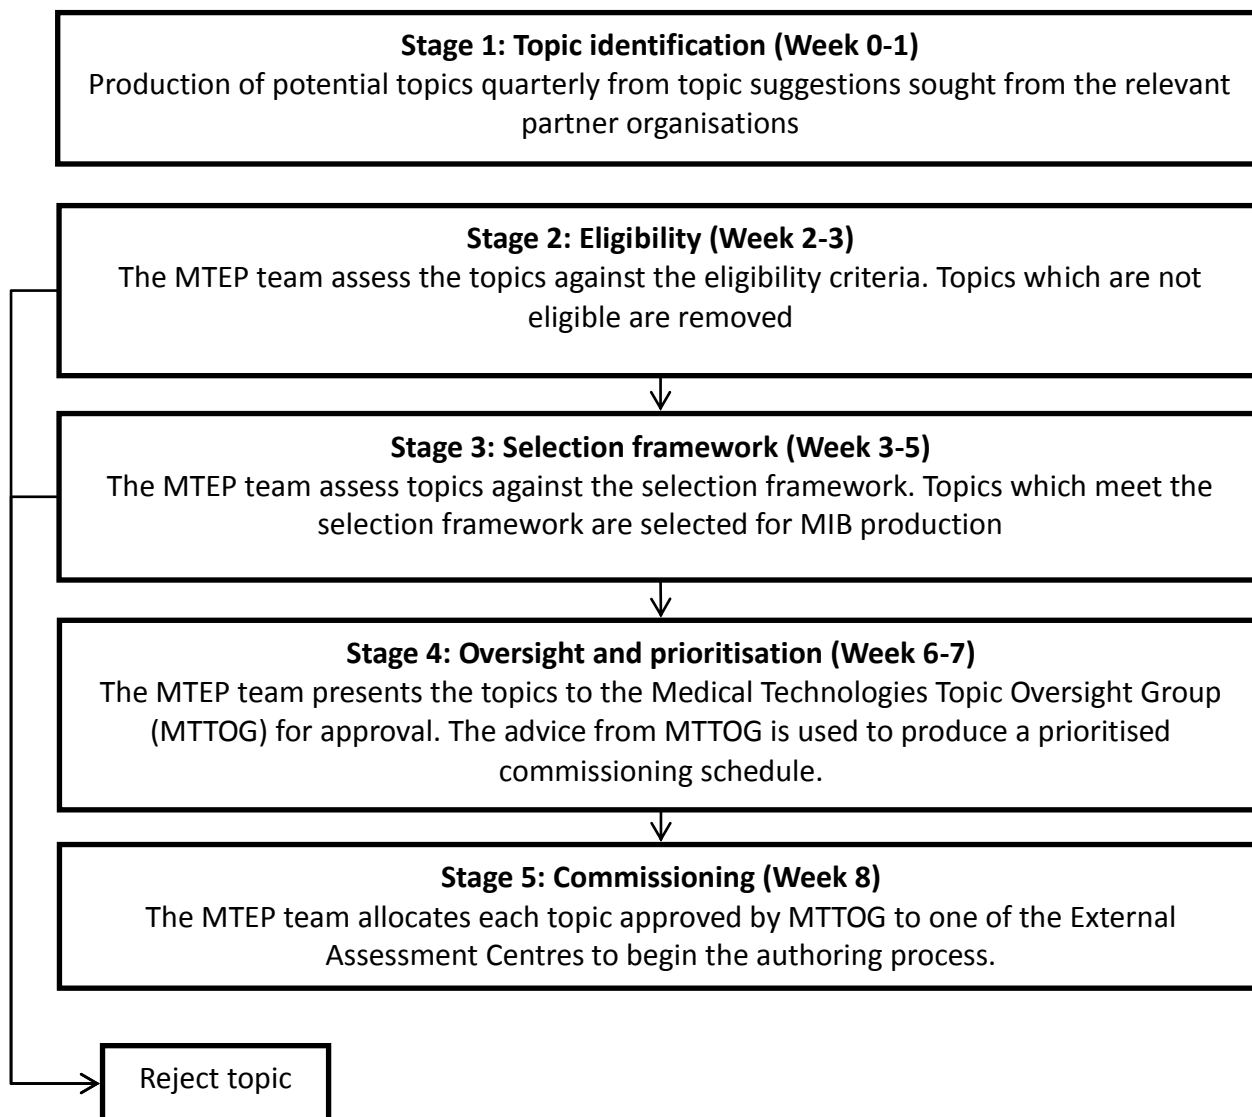 Stage 1: Topic identification (Week 0-1)
Production of potential topics quarterly from topic suggestions sought from the relevant
partner organisations
Stage 2: Eligibility (Week 2-3)
The MTEP team assess the topics against the eligibility criteria. Topics which are not
eligible are removed
Stage 3: Selection framework (Week 3-5)
The MTEP team assess topics against the selection framework. Topics which meet the
selection framework are selected for MIB production
Stage 4: Oversight and prioritisation (Week 6-7)
The MTEP team presents the topics to the Medical Technologies Topic Oversight Group
(MTTOG) for approval. The advice from MTTOG is used to produce a prioritised
commissioning schedule.
Stage 5: Commissioning (Week 8)
The MTEP team allocates each topic approved by MTTOG to one of the External
Assessment Centres to begin the authoring process.
Reject topic